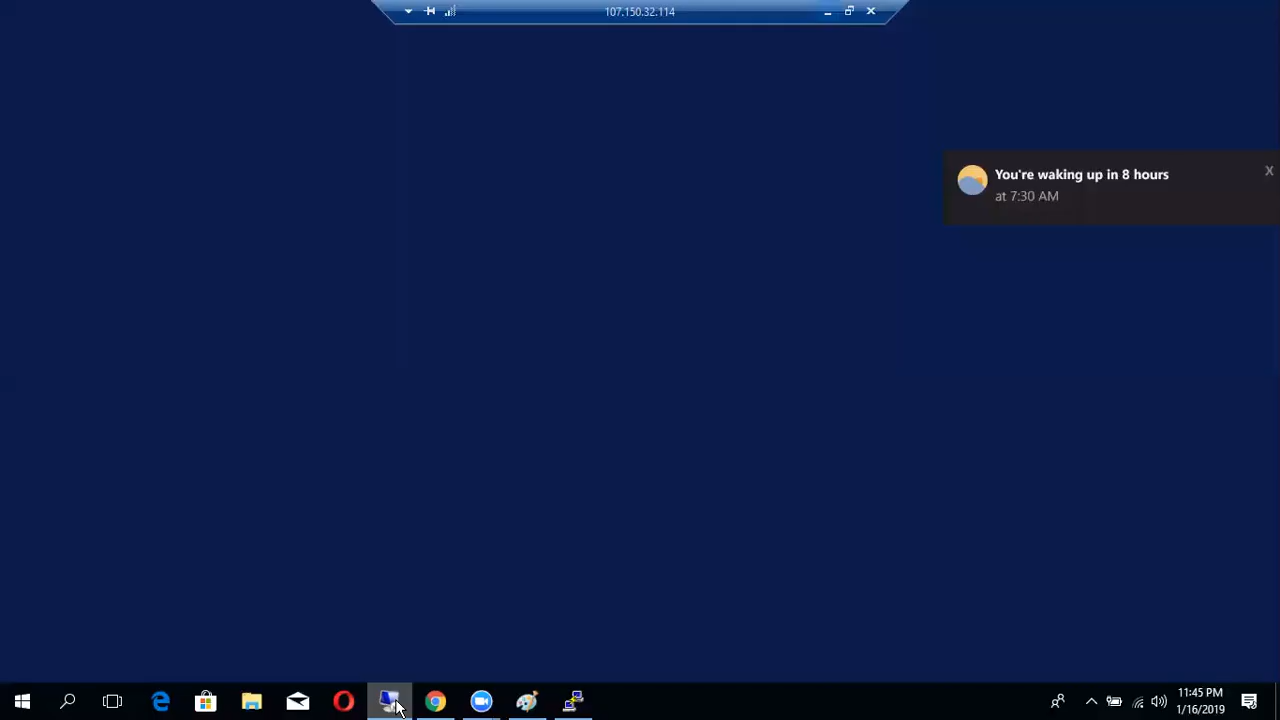 107.150.32.114
You're waking up in 8 hours
X
at 7:30 AM
11:45 PM
1/16/2019